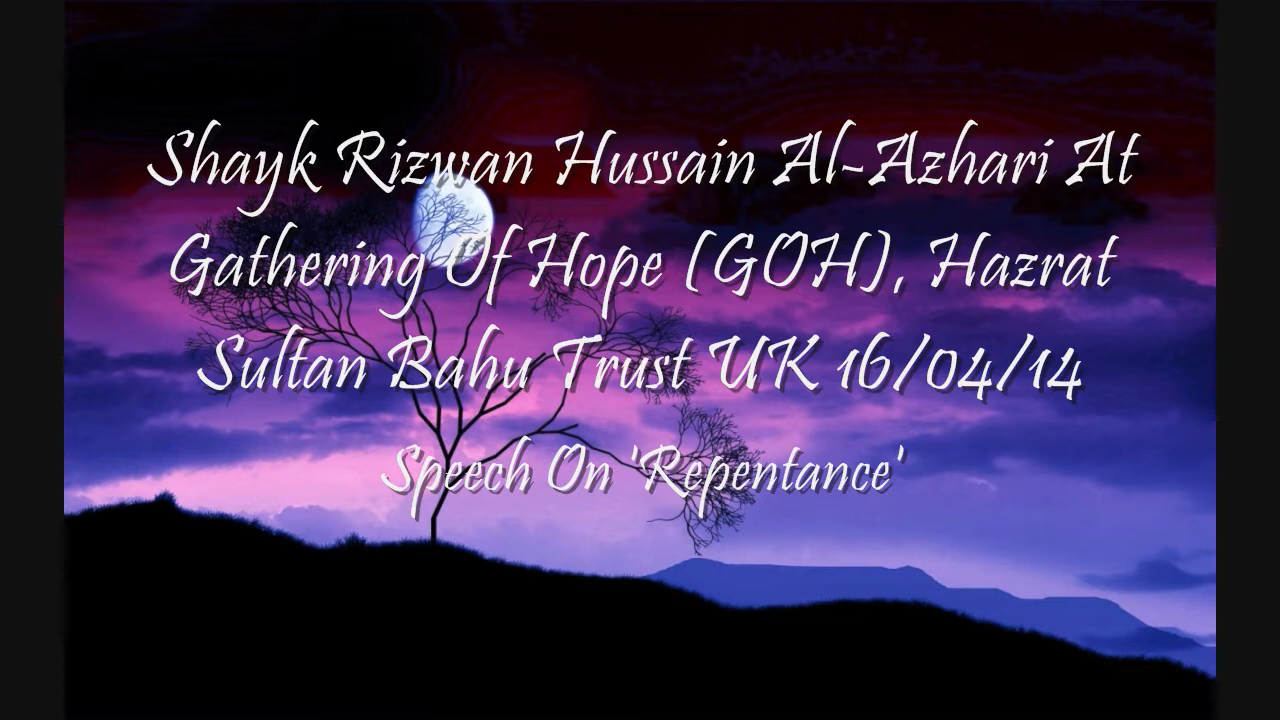 Shayk Rizwan Hussain Al-Azhari At
Gathering Of Hope (GOH), Hazrat
Sultan Bahu Trust UK 16/04/14
Speech On 'Repentance'